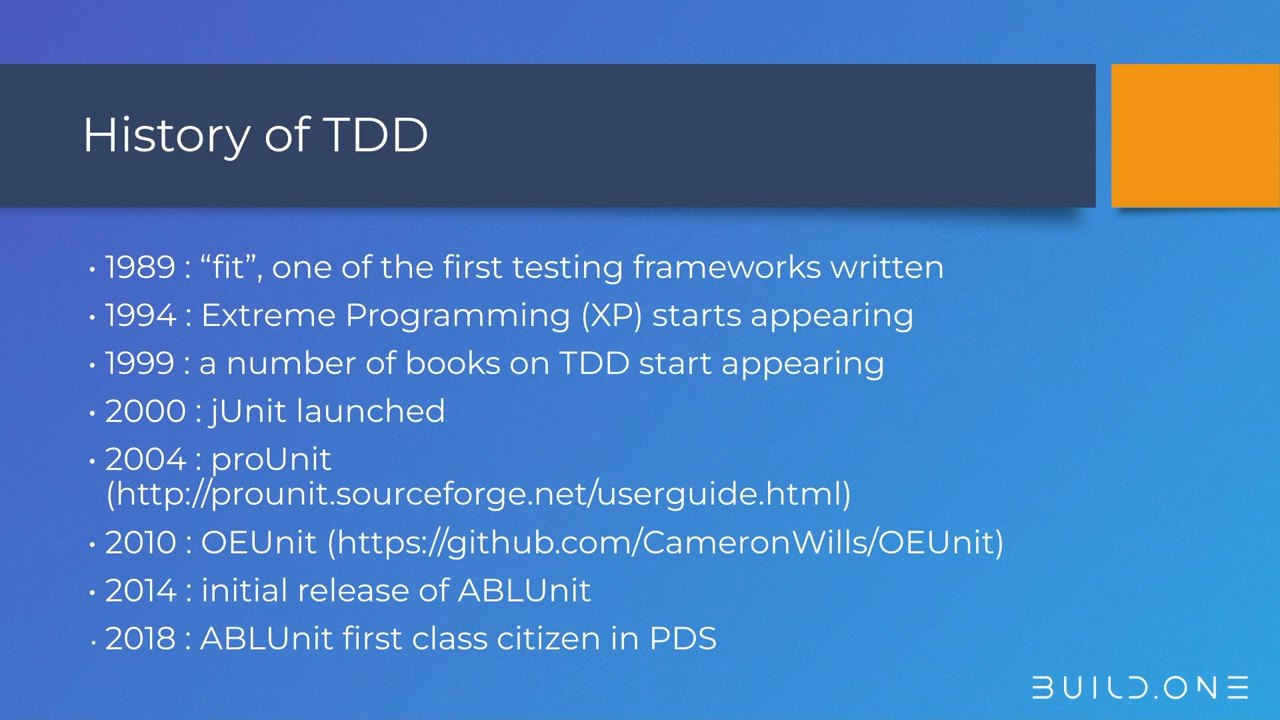 History of TDD
• 1989 : “fit”, one of the first testing frameworks written
• 1994 : Extreme Programming (XP) starts appearing
• 1999 : a number of books on TDD start appearing
• 2000 : jUnit launched
• 2004 : proUnit
(http://prounit.sourceforge.net/userguide.html)
• 2010 : OEUnit (https://github.com/CameronWills/OEUnit)
• 2014 : initial release of ABLUnit
• 2018 : ABLUnit first class citizen in PDS
BUILD.ONE